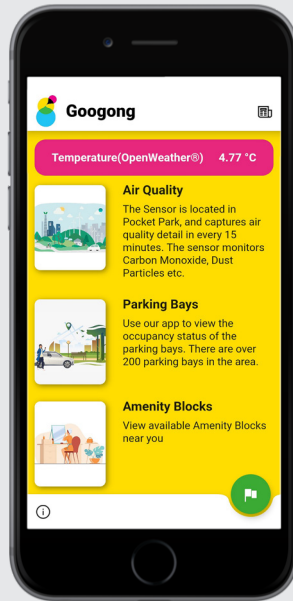 Googong
Temperature(OpenWeather®) 4.77 °C
Air Quality
The Sensor is located in
Pocket Park, and captures air
quality detail in every 15
minutes. The sensor monitors
Carbon Monoxide, Dust
Particles etc.
Parking Bays
Use our app to view the
occupancy status of the
parking bays. There are over
200 parking bays in the area.
Amenity Blocks
View available Amenity Blocks
near you